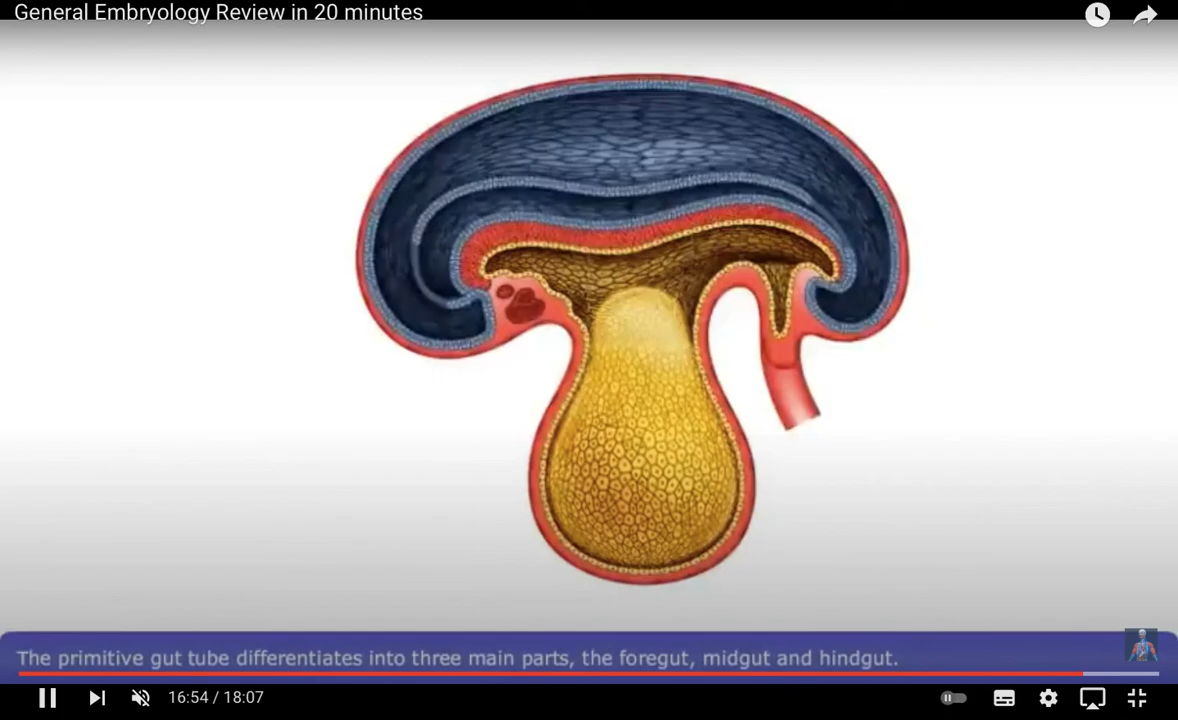 General Embryology Review in 20 minutes
The primitive gut tube differentiates into three main parts, the foregut, midgut and hindgut.
16:54 / 18:07